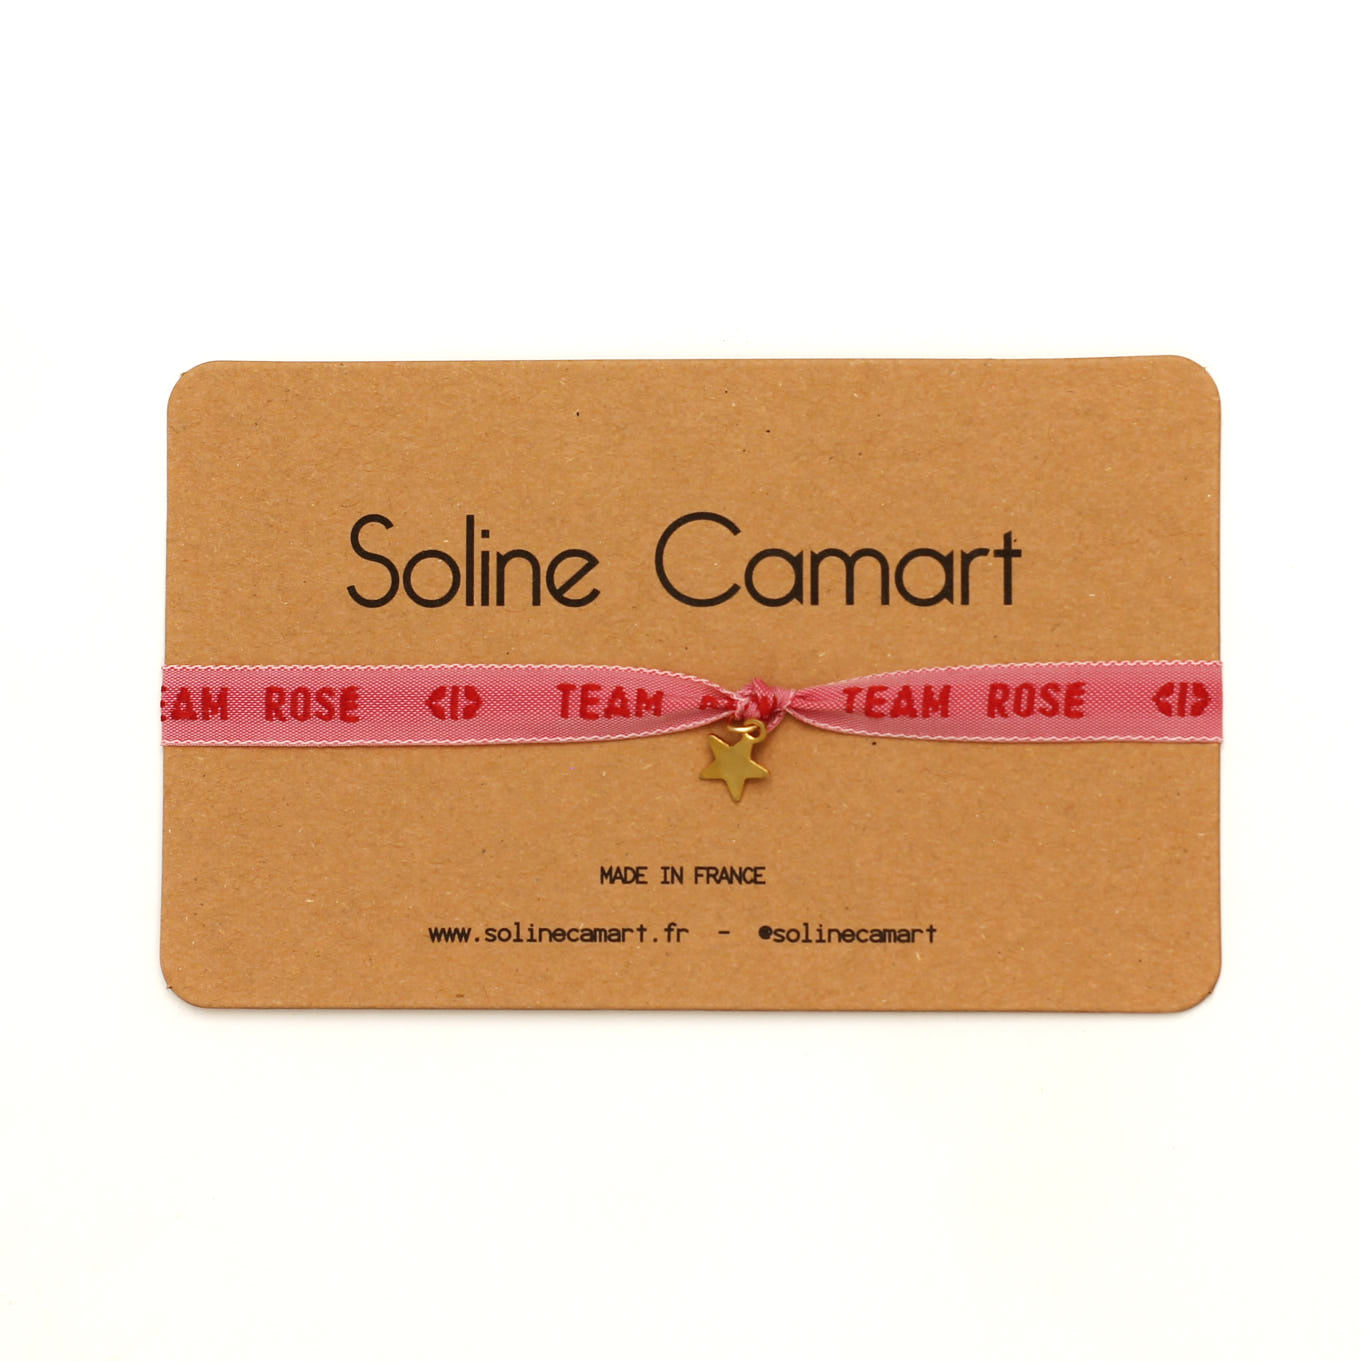 Soline Camart
EAM ROSE <|> TEAM TEAM ROSE <|>
MADE IN FRANCE
www.solinecamart.fr - @solinecamart